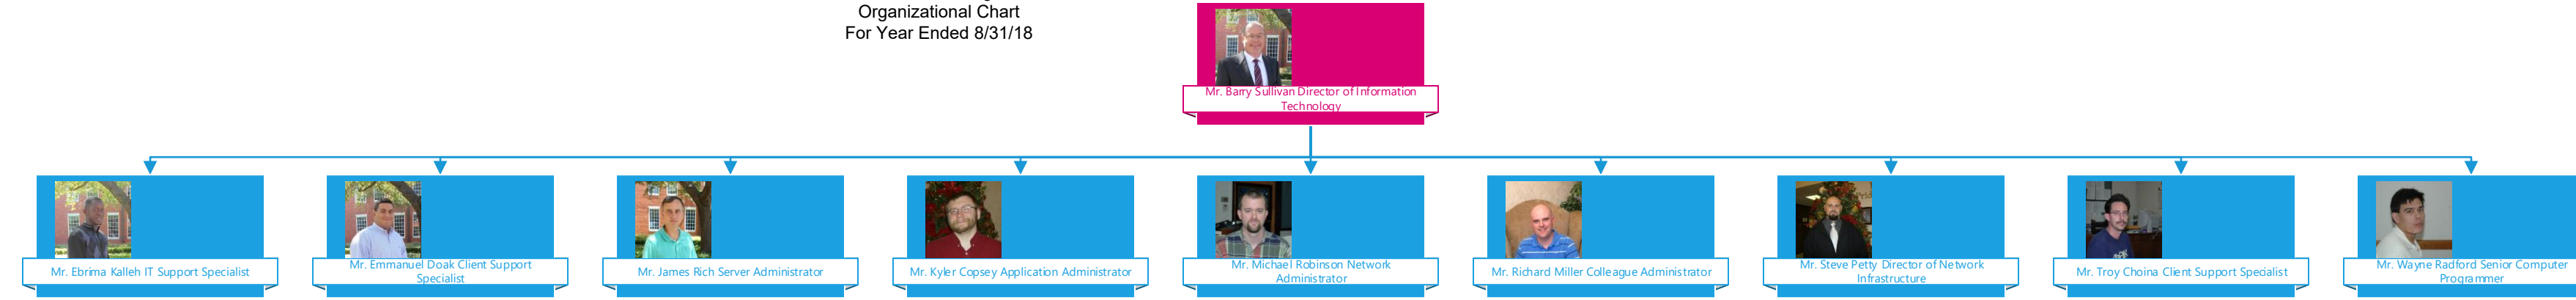 Organizational Chart
For Year Ended 8/31/18
Mr. Barry Sullivan Director of Information
Technology
Mr. Ebrima Kalleh IT Support Specialist
Mr. Emmanuel Doak Client Support
Specialist
Mr. James Rich Server Administrator
Mr. Kyler Copsey Application Administrator
Mr. Michael Robinson Network
Administrator
Mr. Richard Miller Colleague Administrator
Mr. Steve Petty Director of Network
Infrastructure
Mr. Troy Choina Client Support Specialist
Mr. Wayne Radford Senior Computer
Programmer